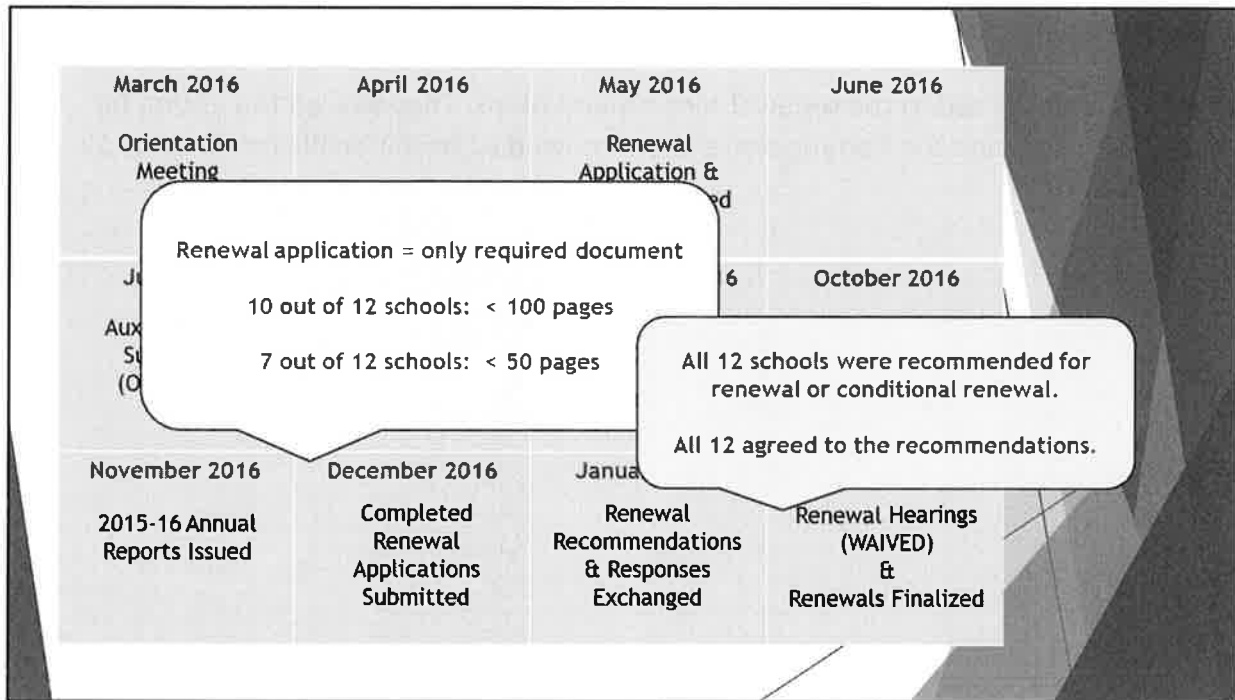 March 2016
April 2016
May 2016
June 2016
Orientation
Meeting
Renewal
Application &
Renewal application = only required document
10 out of 12 schools: < 100 pages
7 out of 12 schools: < 50 pages
October 2016
All 12 schools were recommended for
renewal or conditional renewal.
All 12 agreed to the recommendations.
November 2016
December 2016
2015-16 Annual
Reports Issued
Completed
Renewal
Applications
Submitted
Renewal
Recommendations
& Responses
Exchanged
Renewal Hearings
(WAIVED)
&
Renewals Finalized